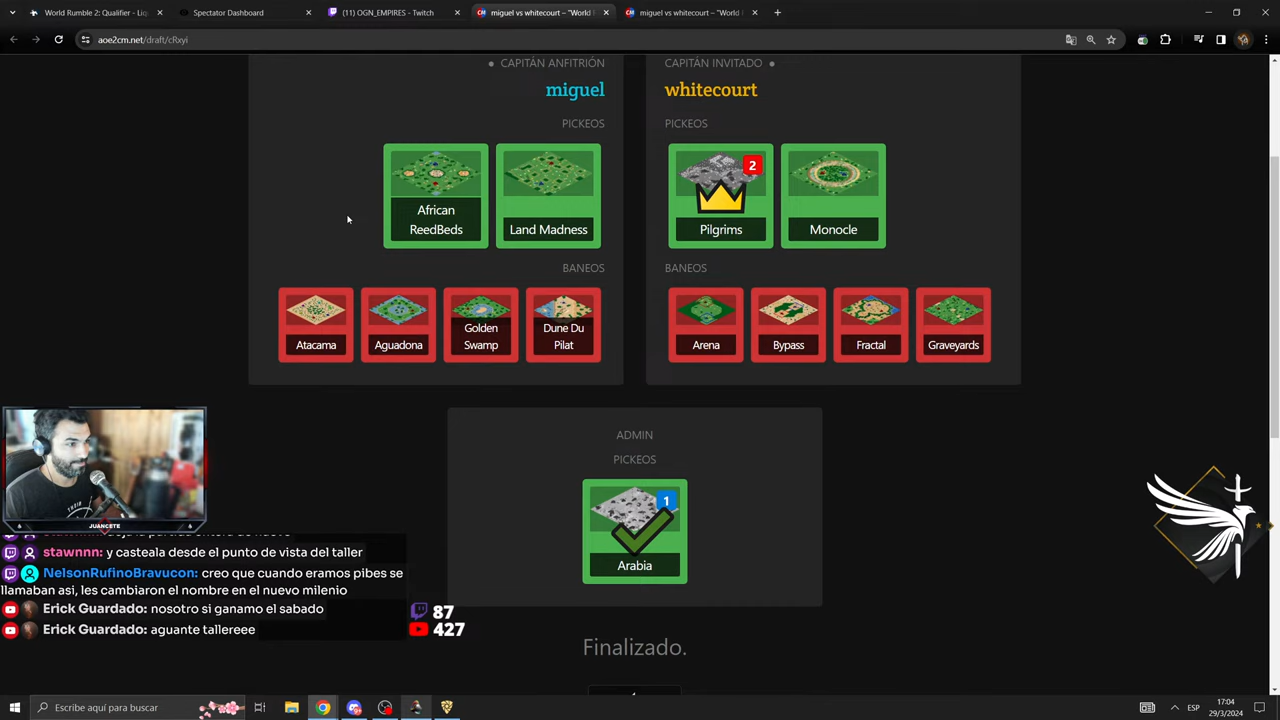 World Rumble 2: Qualifier - Liq
Spectator Dashboard
(11) OGN_EMPIRES - Twitch
miguel vs whitecourt – "World
miguel vs whitecourt – "World
aoe2cm.net/draft/cRxyi
CAPITÁN ANFITRIÓN
miguel
PICKEOS
African
ReedBeds
Land Madness
BANEOS
Atacama
Aguadona
Golden
Swamp
Dune Du
Pilat
CAPITÁN INVITADO
whitecourt
PICKEOS
2
Pilgrims
Monocle
BANEOS
Arena
Bypass
Fractal
Graveyards
ADMIN
PICKEOS
1
Arabia
Finalizado.
JUANCETE
stawnnn: y casteala desde el punto de vista del taller
NelsonRufinoBravucon: creo que cuando eramos pibes se
llamaban asi, les cambiaron el nombre en el nuevo milenio
Erick Guardado: nosotro si ganamo el sabado
Erick Guardado: aguante tallereee
87
427
Escribe aquí para buscar
ESP
17:04
29/3/2024